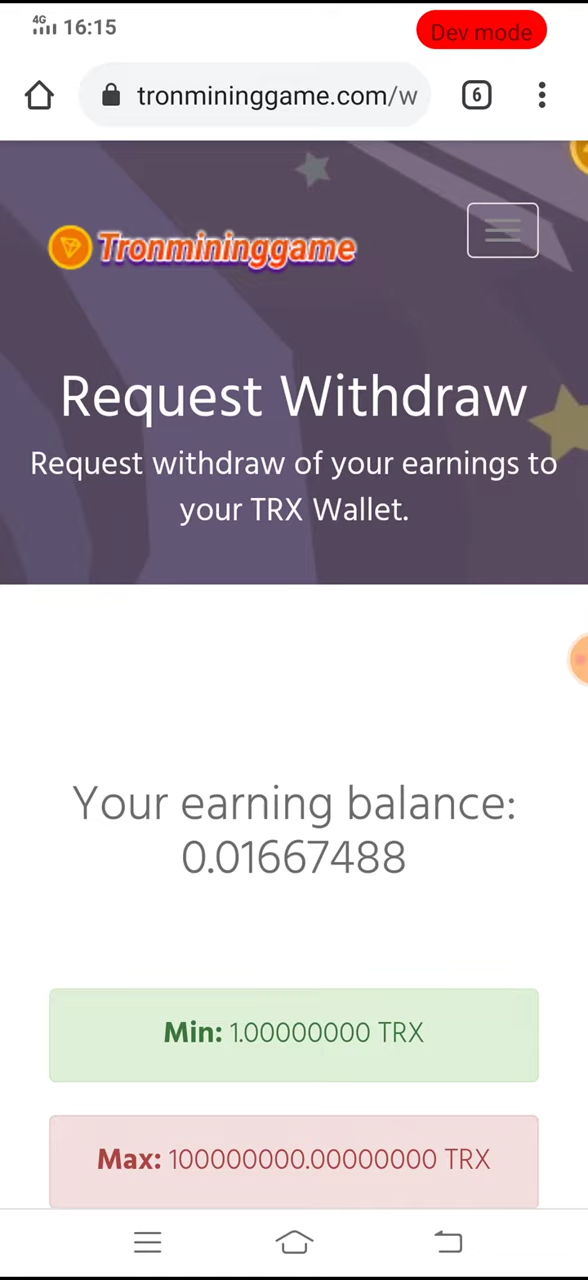 4G 16:15 Dev mode
tronmininggame.com/w 6
Tronmininggame
Request Withdraw
Request withdraw of your earnings to
your TRX Wallet.
Your earning balance:
0.01667488
Min: 1.00000000 TRX
Max: 100000000.00000000 TRX